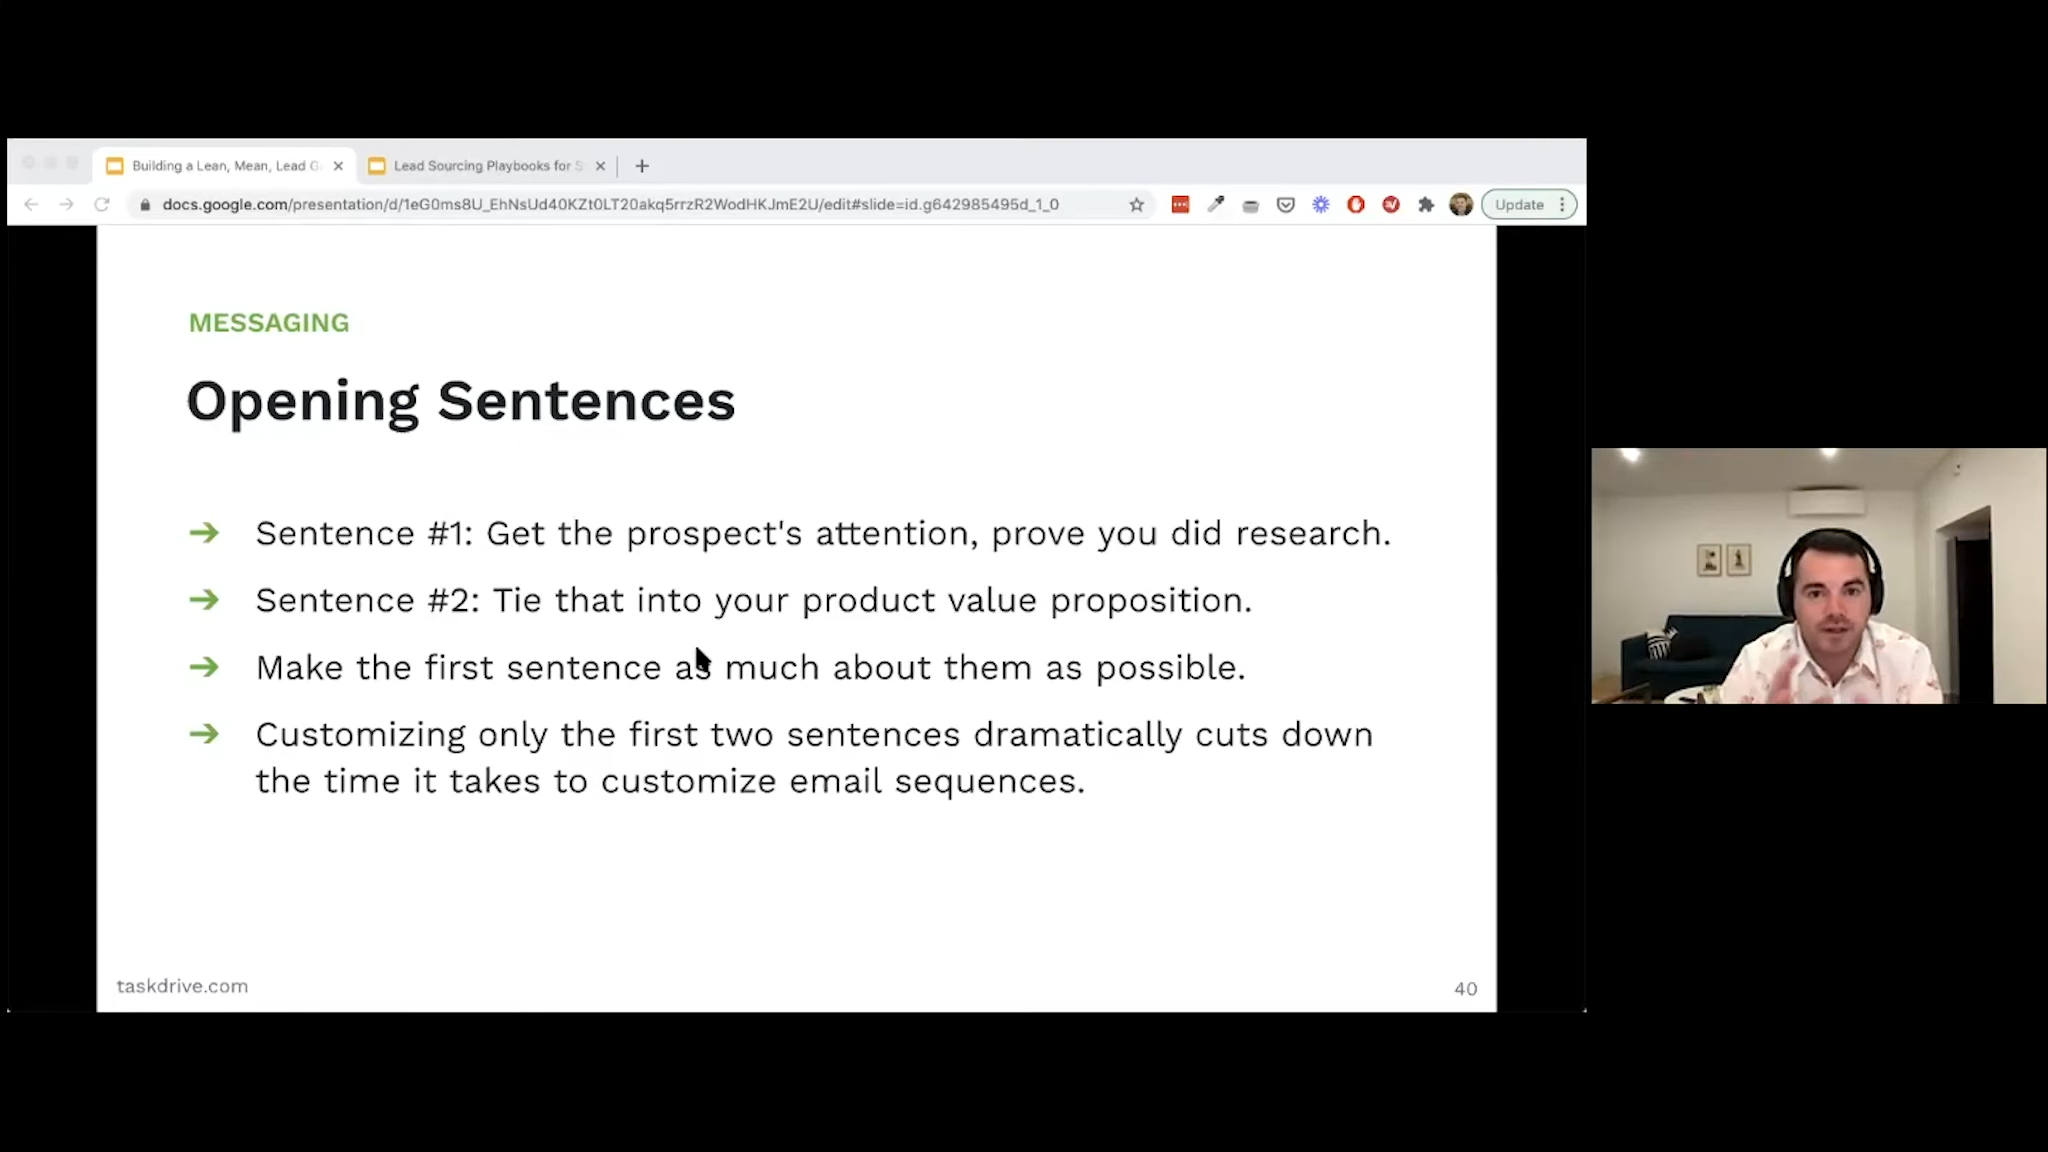 Building a Lean, Mean, Lead G
Lead Sourcing Playbooks for S
docs.google.com/presentation/d/1eG0ms8U_EhNsUd40KZt0LT20akq5rrzR2WodHKJmE2U/edit#slide=id.g642985495d_1_0
Update
MESSAGING
Opening Sentences
Sentence #1: Get the prospect's attention, prove you did research.
Sentence #2: Tie that into your product value proposition.
Make the first sentence as much about them as possible.
Customizing only the first two sentences dramatically cuts down
the time it takes to customize email sequences.
taskdrive.com
40